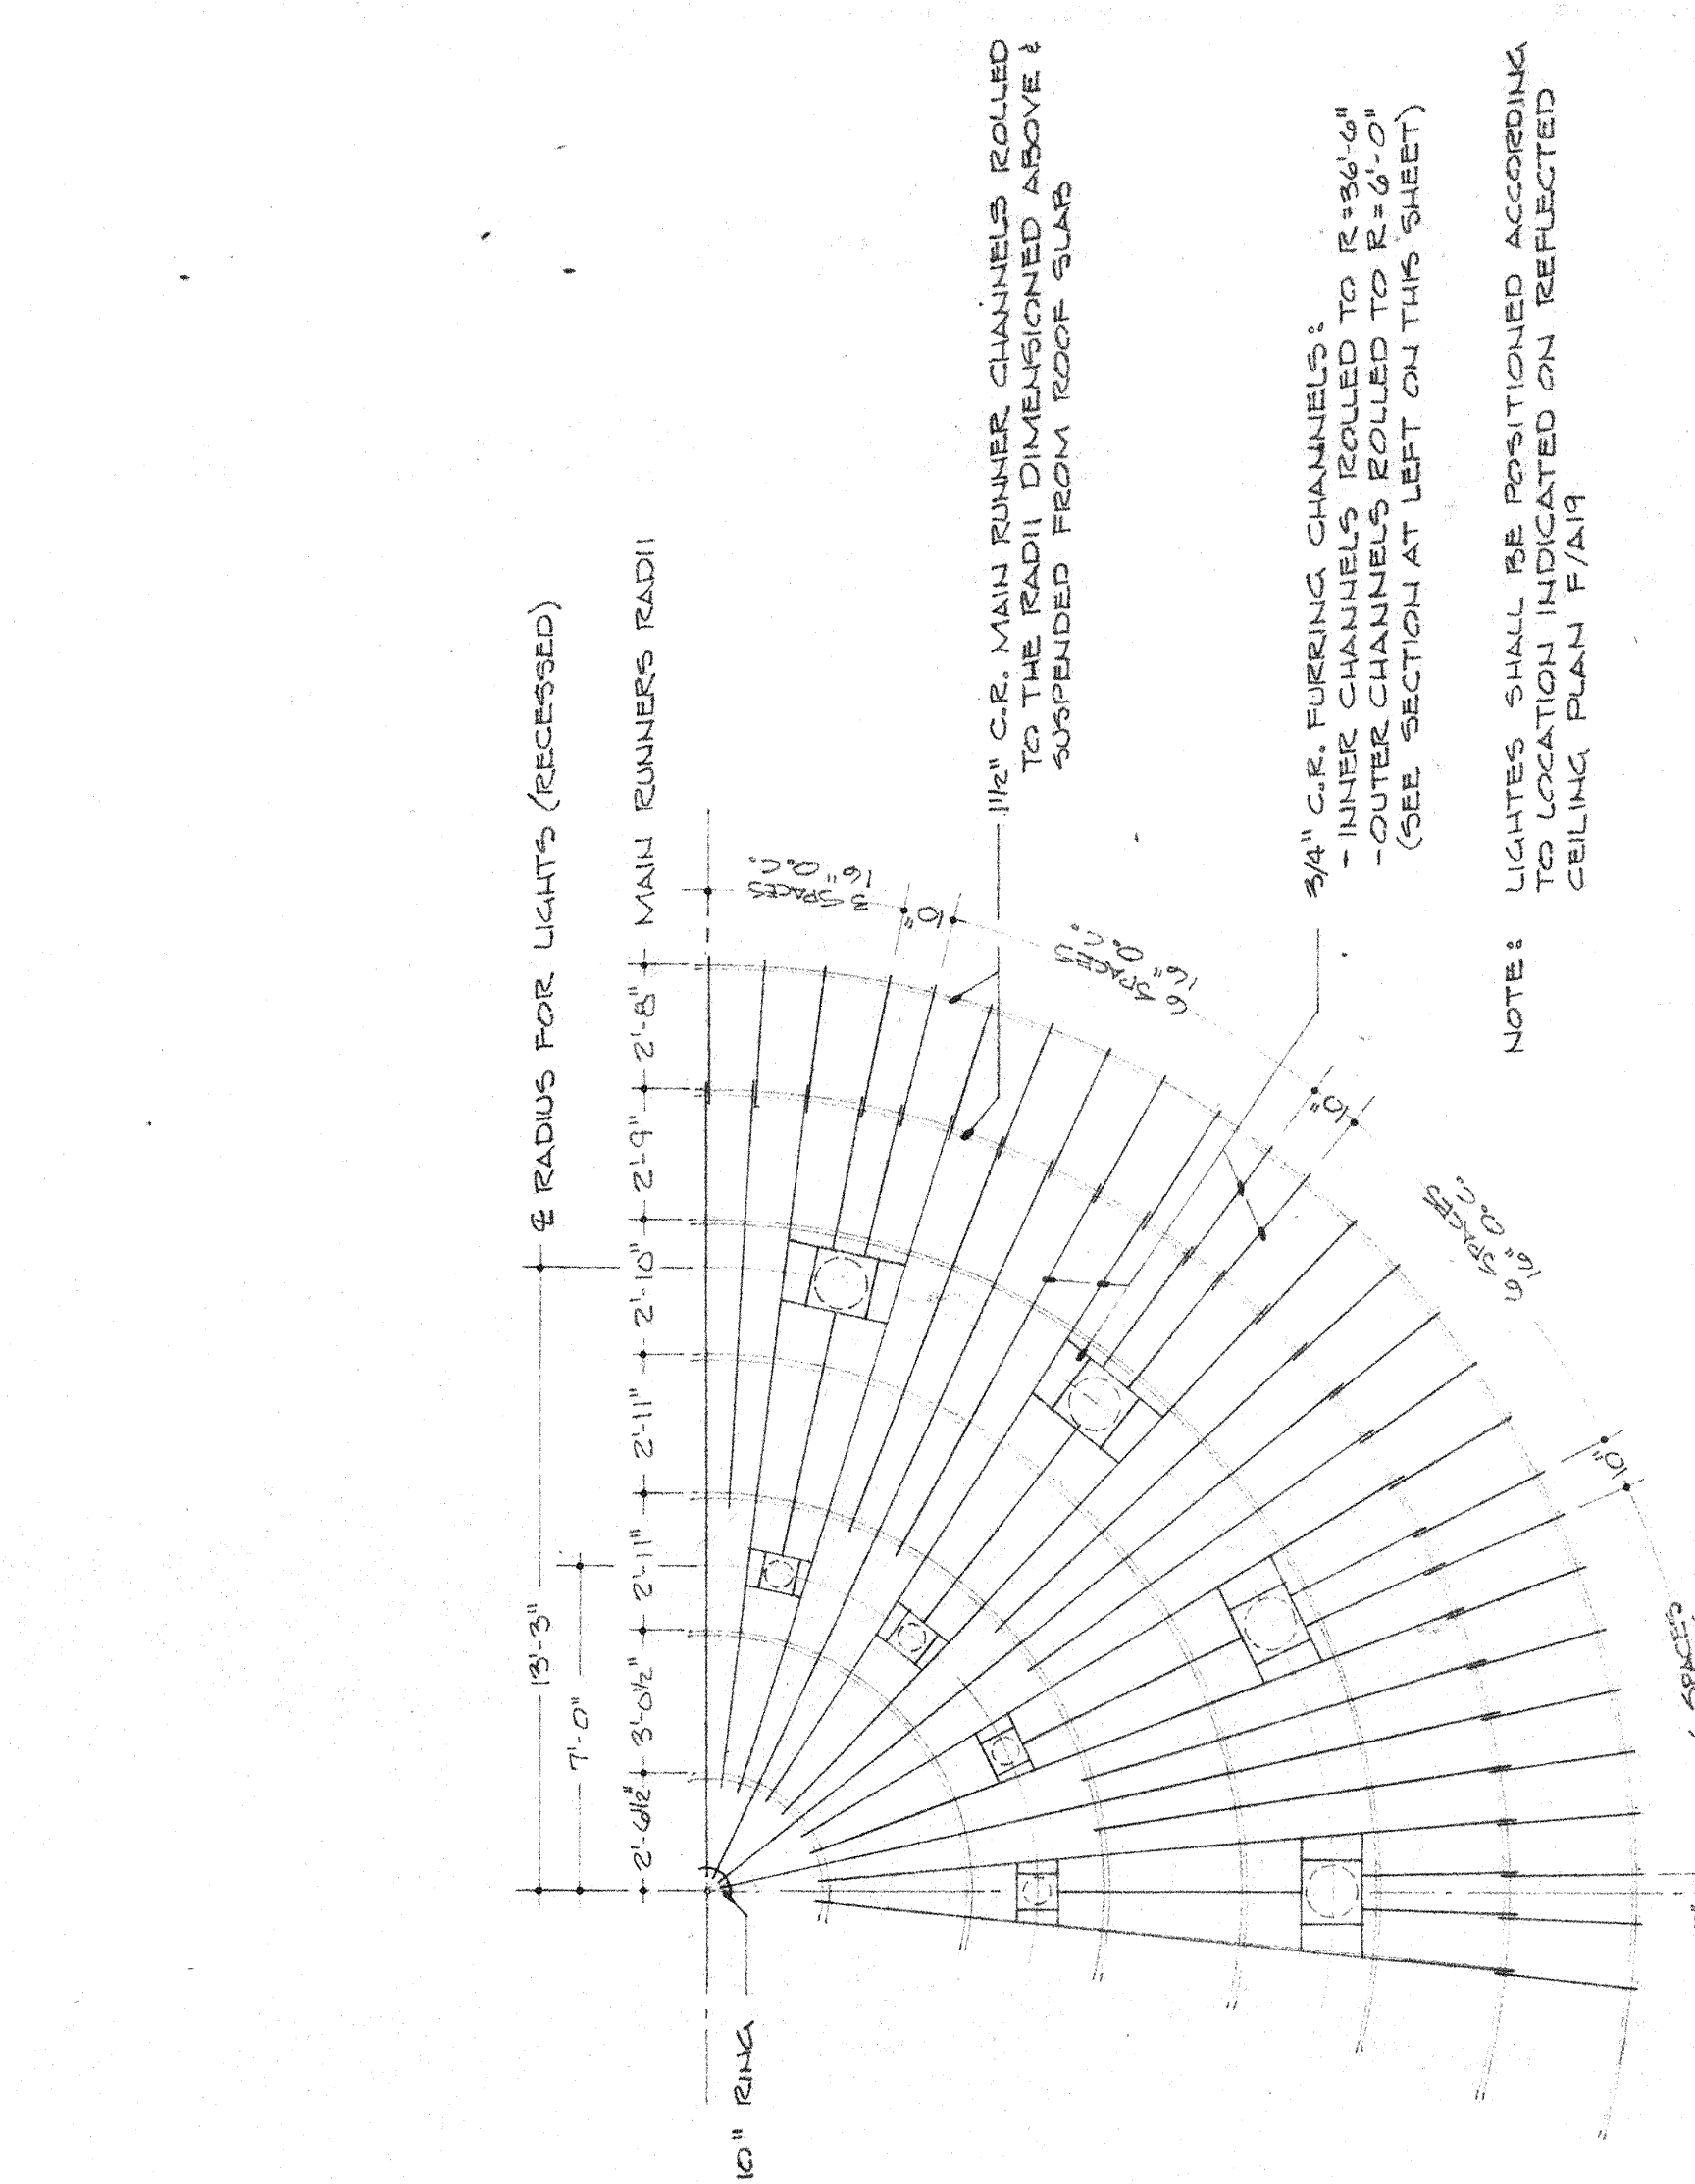 ℄ RADIUS FOR LIGHTS (RECESSED)
13'-3"
7'-0"
2'-6½" 3'-0½" 2'-11" 2'-11" 2'-10" 2'-9" 2'-8" MAIN RUNNERS RADII
10" RING
3 SPACES
16" O.C.
10"
6 SPACES
16" O.C.
10"
6 SPACES
16" O.C.
10"
SPACES
1½" C.R. MAIN RUNNER CHANNELS ROLLED
TO THE RADII DIMENSIONED ABOVE &
SUSPENDED FROM ROOF SLAB
3/4" C.R. FURRING CHANNELS:
- INNER CHANNELS ROLLED TO R=36'-6"
- OUTER CHANNELS ROLLED TO R=6'-0"
(SEE SECTION AT LEFT ON THIS SHEET)
NOTE: LIGHTES SHALL BE POSITIONED ACCORDING
TO LOCATION INDICATED ON REFLECTED
CEILING PLAN F/A19